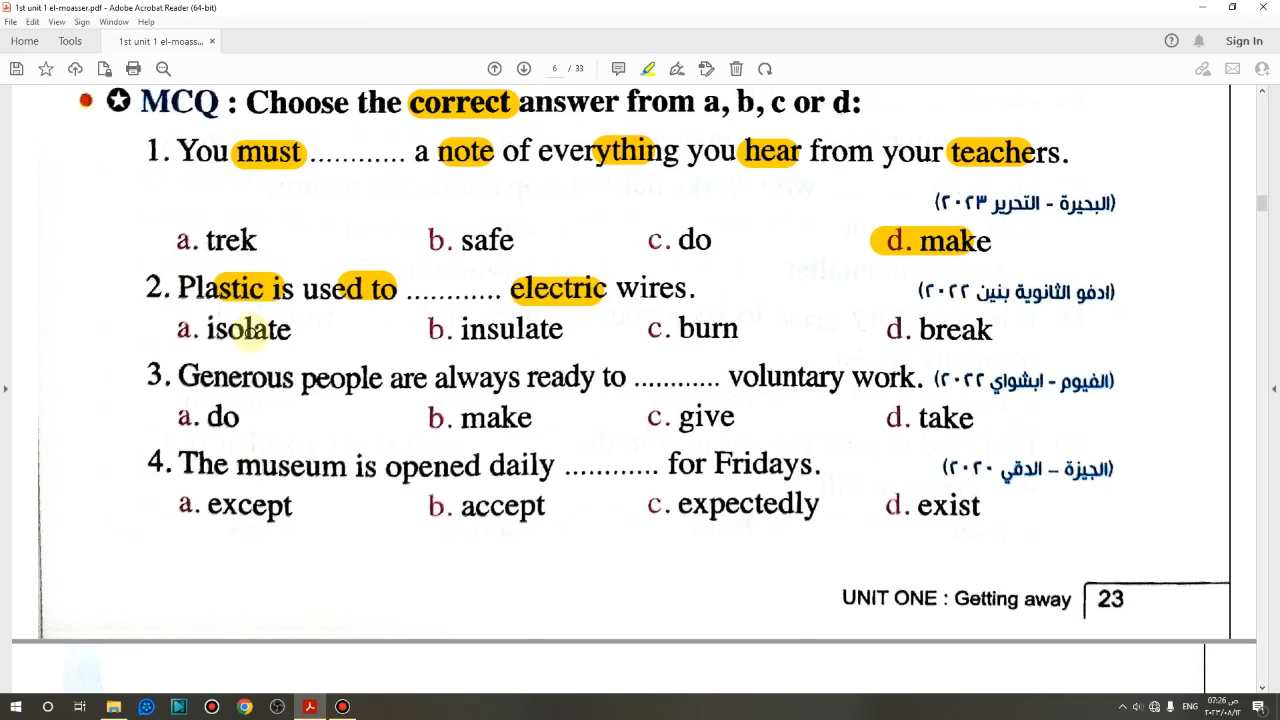 1st unit 1 el-moasser.pdf - Adobe Acrobat Reader (64-bit)
File Edit View Sign Window Help
Home Tools 1st unit 1 el-moass... × Sign In
6 / 33
MCQ : Choose the correct answer from a, b, c or d:
1. You must ............ a note of everything you hear from your teachers.
(البحيرة - التحرير ٢٠٢٣)
a. trek b. safe c. do d. make
2. Plastic is used to ............ electric wires. (ادفو الثانوية بنين ٢٠٢٢)
a. isolate b. insulate c. burn d. break
3. Generous people are always ready to ............ voluntary work. (الفيوم - ابشواي ٢٠٢٢)
a. do b. make c. give d. take
4. The museum is opened daily ............ for Fridays. (الجيزة – الدقي ٢٠٢٠)
a. except b. accept c. expectedly d. exist
UNIT ONE : Getting away 23
ENG 07:26 ص
٢٠٢٣/٠٨/١٢